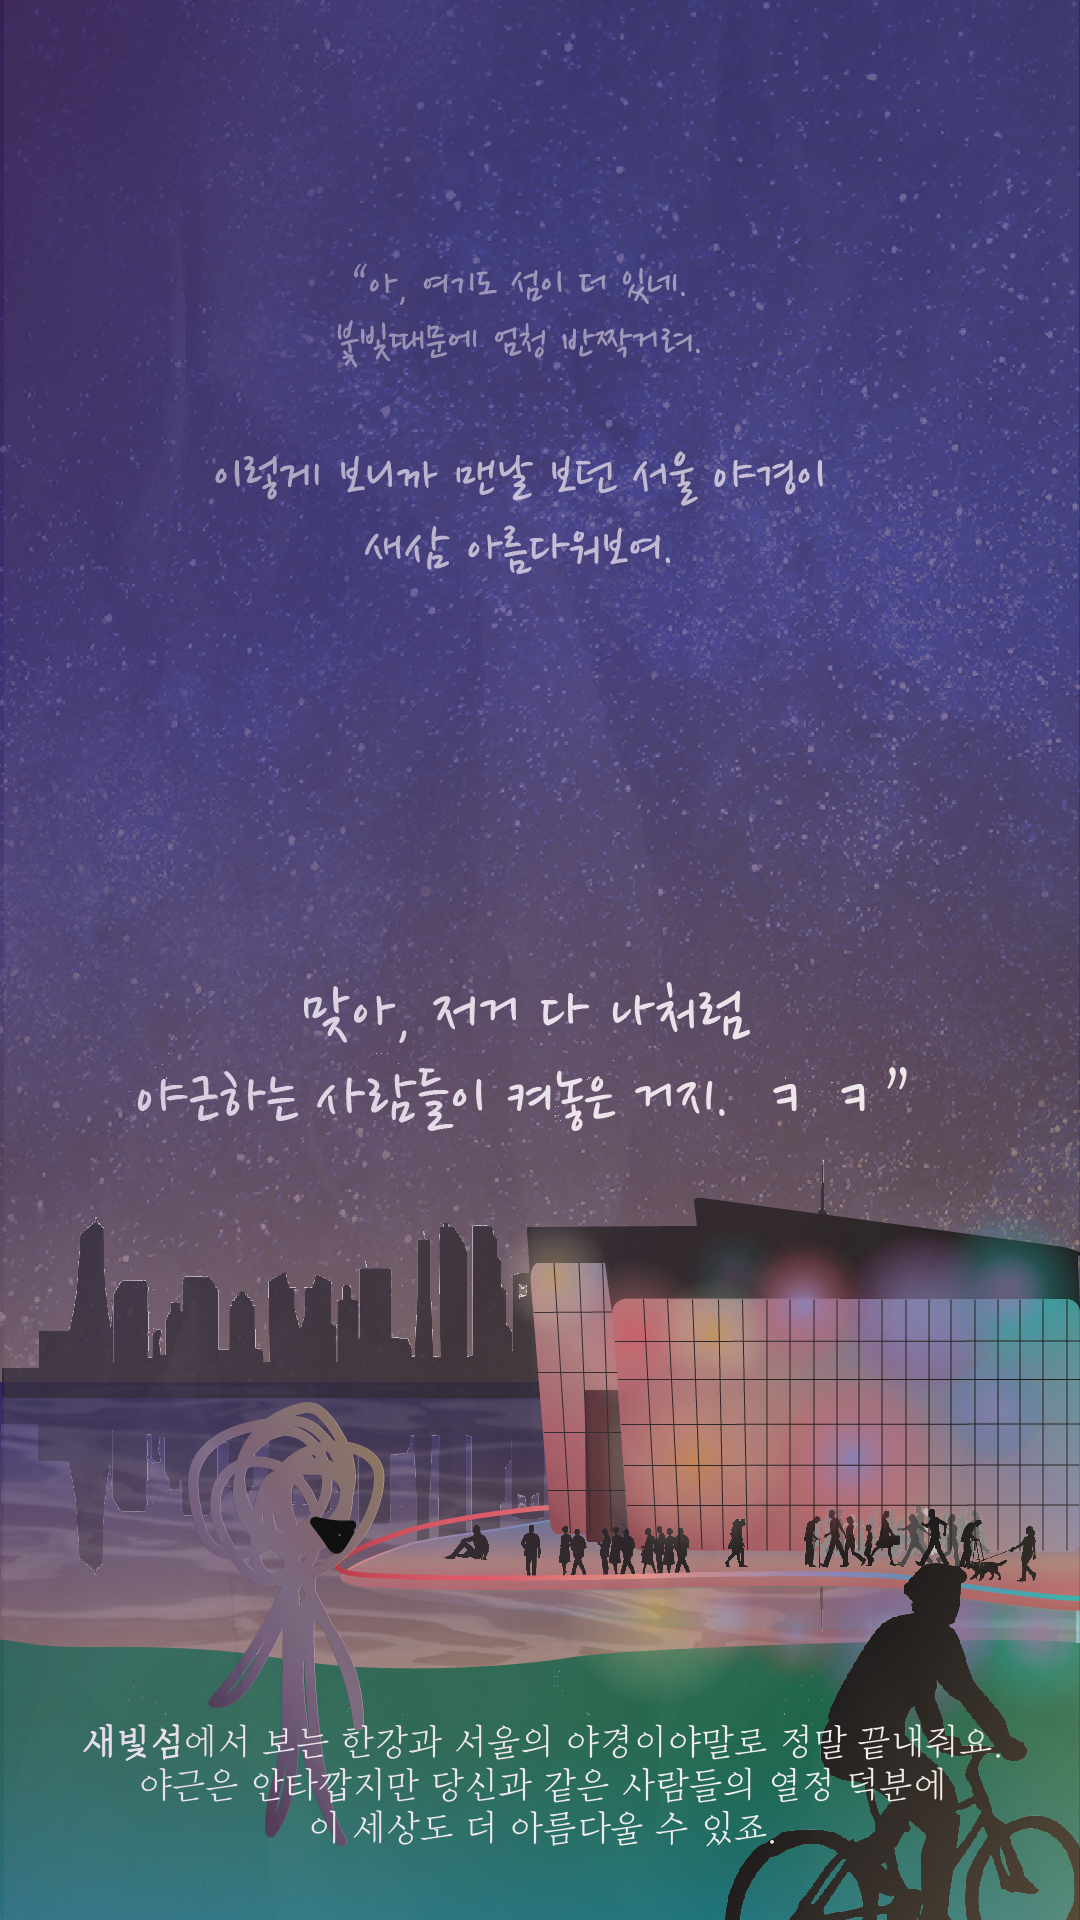 “아, 여기도 섬이 더 있네.
붗빛때문에 엄청 반짝거려.
이렇게 보니까 맨날 보던 서울 야경이
새삼 아름다워보여.
맞아, 저거 다 나처럼
야근하는 사람들이 켜놓은 거지. ㅋ ㅋ”
새빛섬에서 보는 한강과 서울의 야경이야말로 정말 끝내줘요.
야근은 안타깝지만 당신과 같은 사람들의 열정 덕분에
이 세상도 더 아름다울 수 있죠.